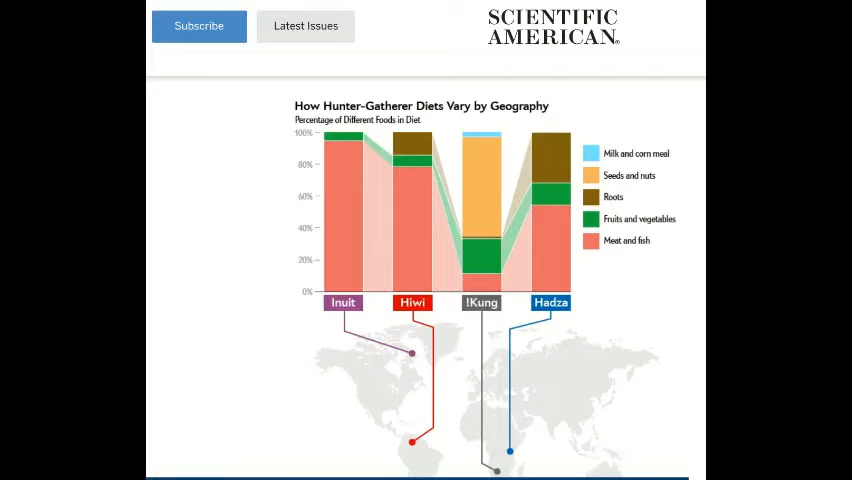 Subscribe
Latest Issues
SCIENTIFIC
AMERICAN®
How Hunter-Gatherer Diets Vary by Geography
Percentage of Different Foods in Diet
100%
80%
60%
40%
20%
0%
Milk and corn meal
Seeds and nuts
Roots
Fruits and vegetables
Meat and fish
Inuit
Hiwi
!Kung
Hadza